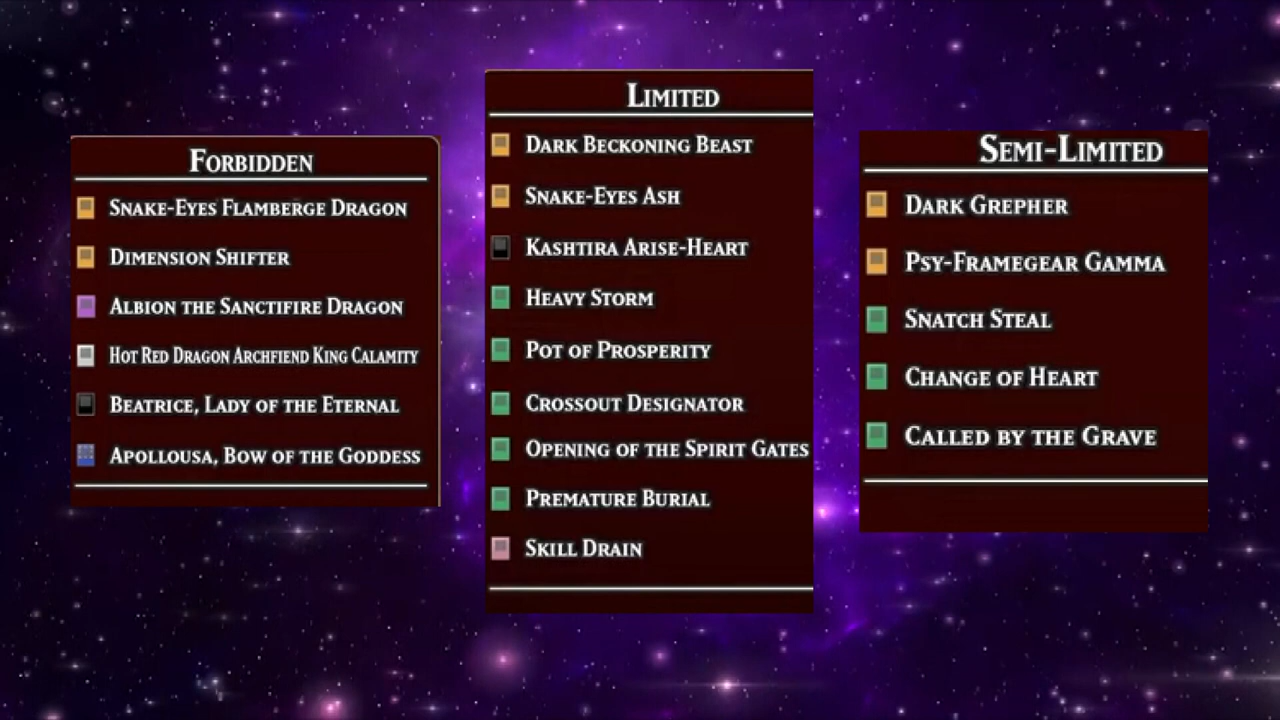 Forbidden
Snake-Eyes Flamberge Dragon
Dimension Shifter
Albion the Sanctifire Dragon
Hot Red Dragon Archfiend King Calamity
Beatrice, Lady of the Eternal
Apollousa, Bow of the Goddess
Limited
Dark Beckoning Beast
Snake-Eyes Ash
Kashtira Arise-Heart
Heavy Storm
Pot of Prosperity
Crossout Designator
Opening of the Spirit Gates
Premature Burial
Skill Drain
Semi-Limited
Dark Grepher
Psy-Framegear Gamma
Snatch Steal
Change of Heart
Called by the Grave